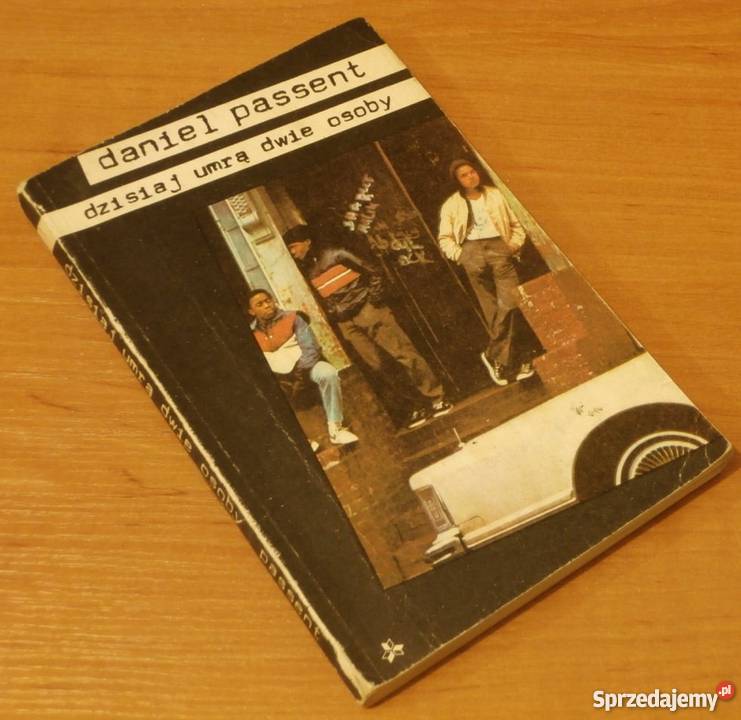 daniel passent
dzisiaj umrą dwie osoby
dzisiaj umrą dwie osoby passent
Sprzedajemy.pl